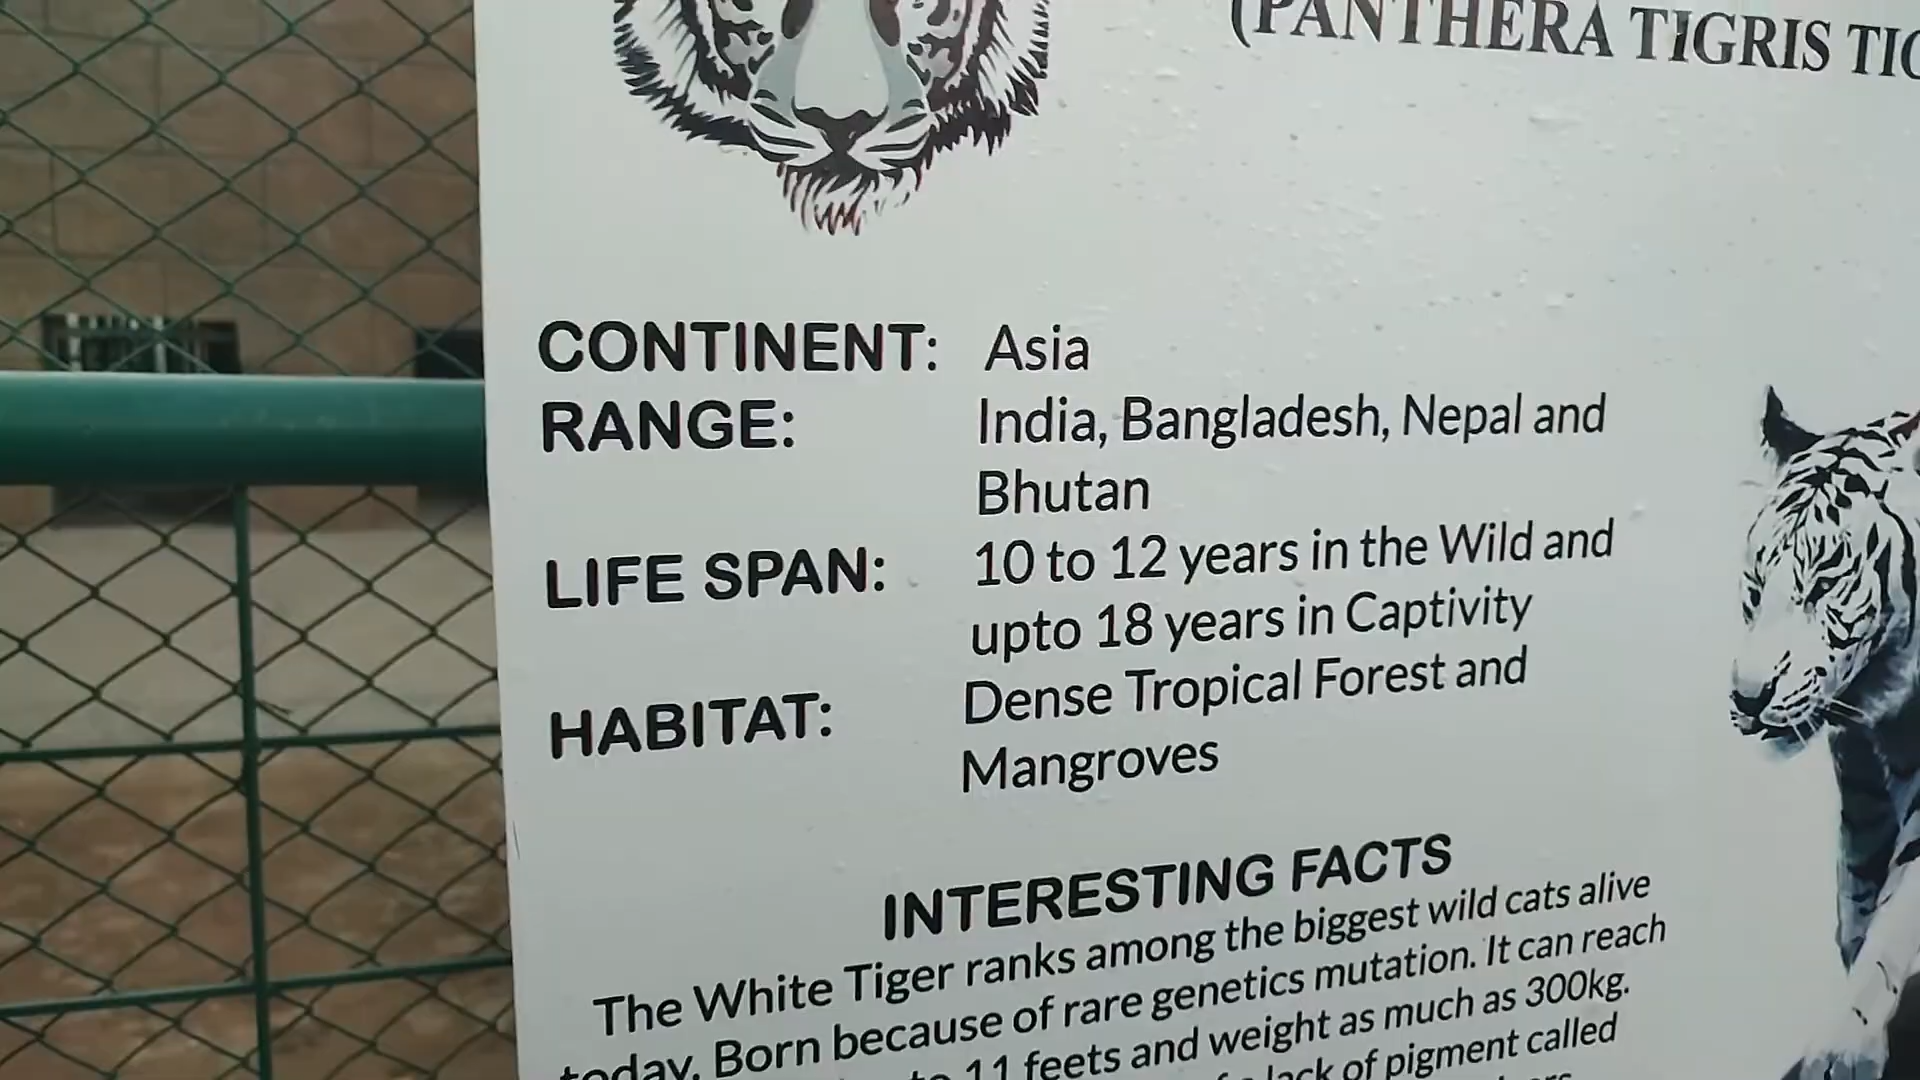 (PANTHERA TIGRIS
CONTINENT: Asia
RANGE: India, Bangladesh, Nepal and
Bhutan
LIFE SPAN: 10 to 12 years in the Wild and
upto 18 years in Captivity
HABITAT: Dense Tropical Forest and
Mangroves
INTERESTING FACTS
The White Tiger ranks among the biggest wild cats alive
today. Born because of rare genetics mutation. It can reach
11 feets and weight as much as 300kg.
lack of pigment called